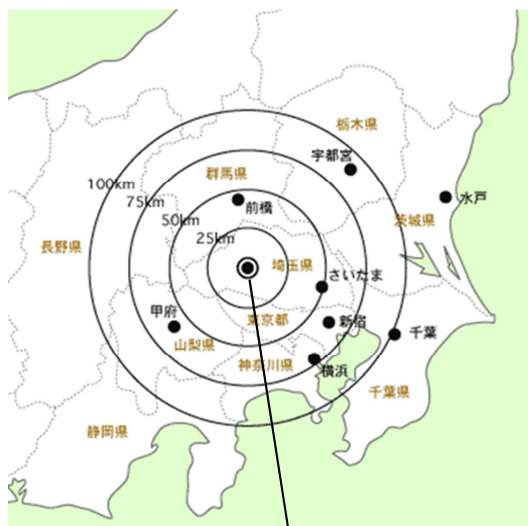 栃木県
宇都宮
群馬県
100km
75km
前橋
水戸
茨城県
50km
25km
長野県
埼玉県
さいたま
甲府
東京都
新宿
千葉
山梨県
神奈川県
横浜
千葉県
静岡県